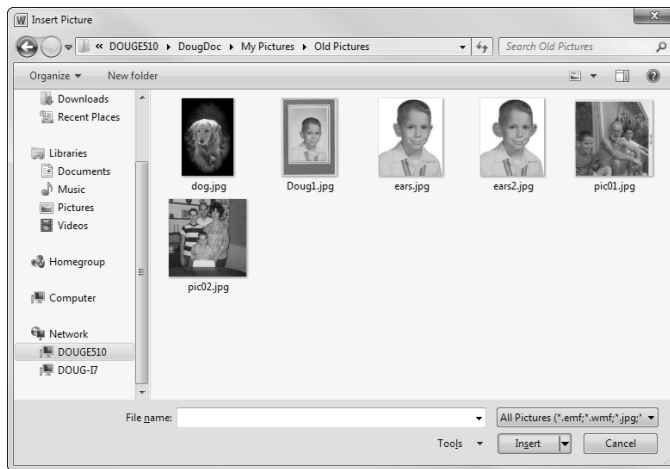 Insert Picture
« DOUGE510 ▸ DougDoc ▸ My Pictures ▸ Old Pictures
Search Old Pictures
Organize ▾ New folder
Downloads
Recent Places
Libraries
Documents
Music
Pictures
Videos
Homegroup
Computer
Network
DOUGE510
DOUG-I7
dog.jpg
Doug1.jpg
ears.jpg
ears2.jpg
pic01.jpg
pic02.jpg
File name:
All Pictures (*.emf;*.wmf;*.jpg;*
Tools
Insert
Cancel